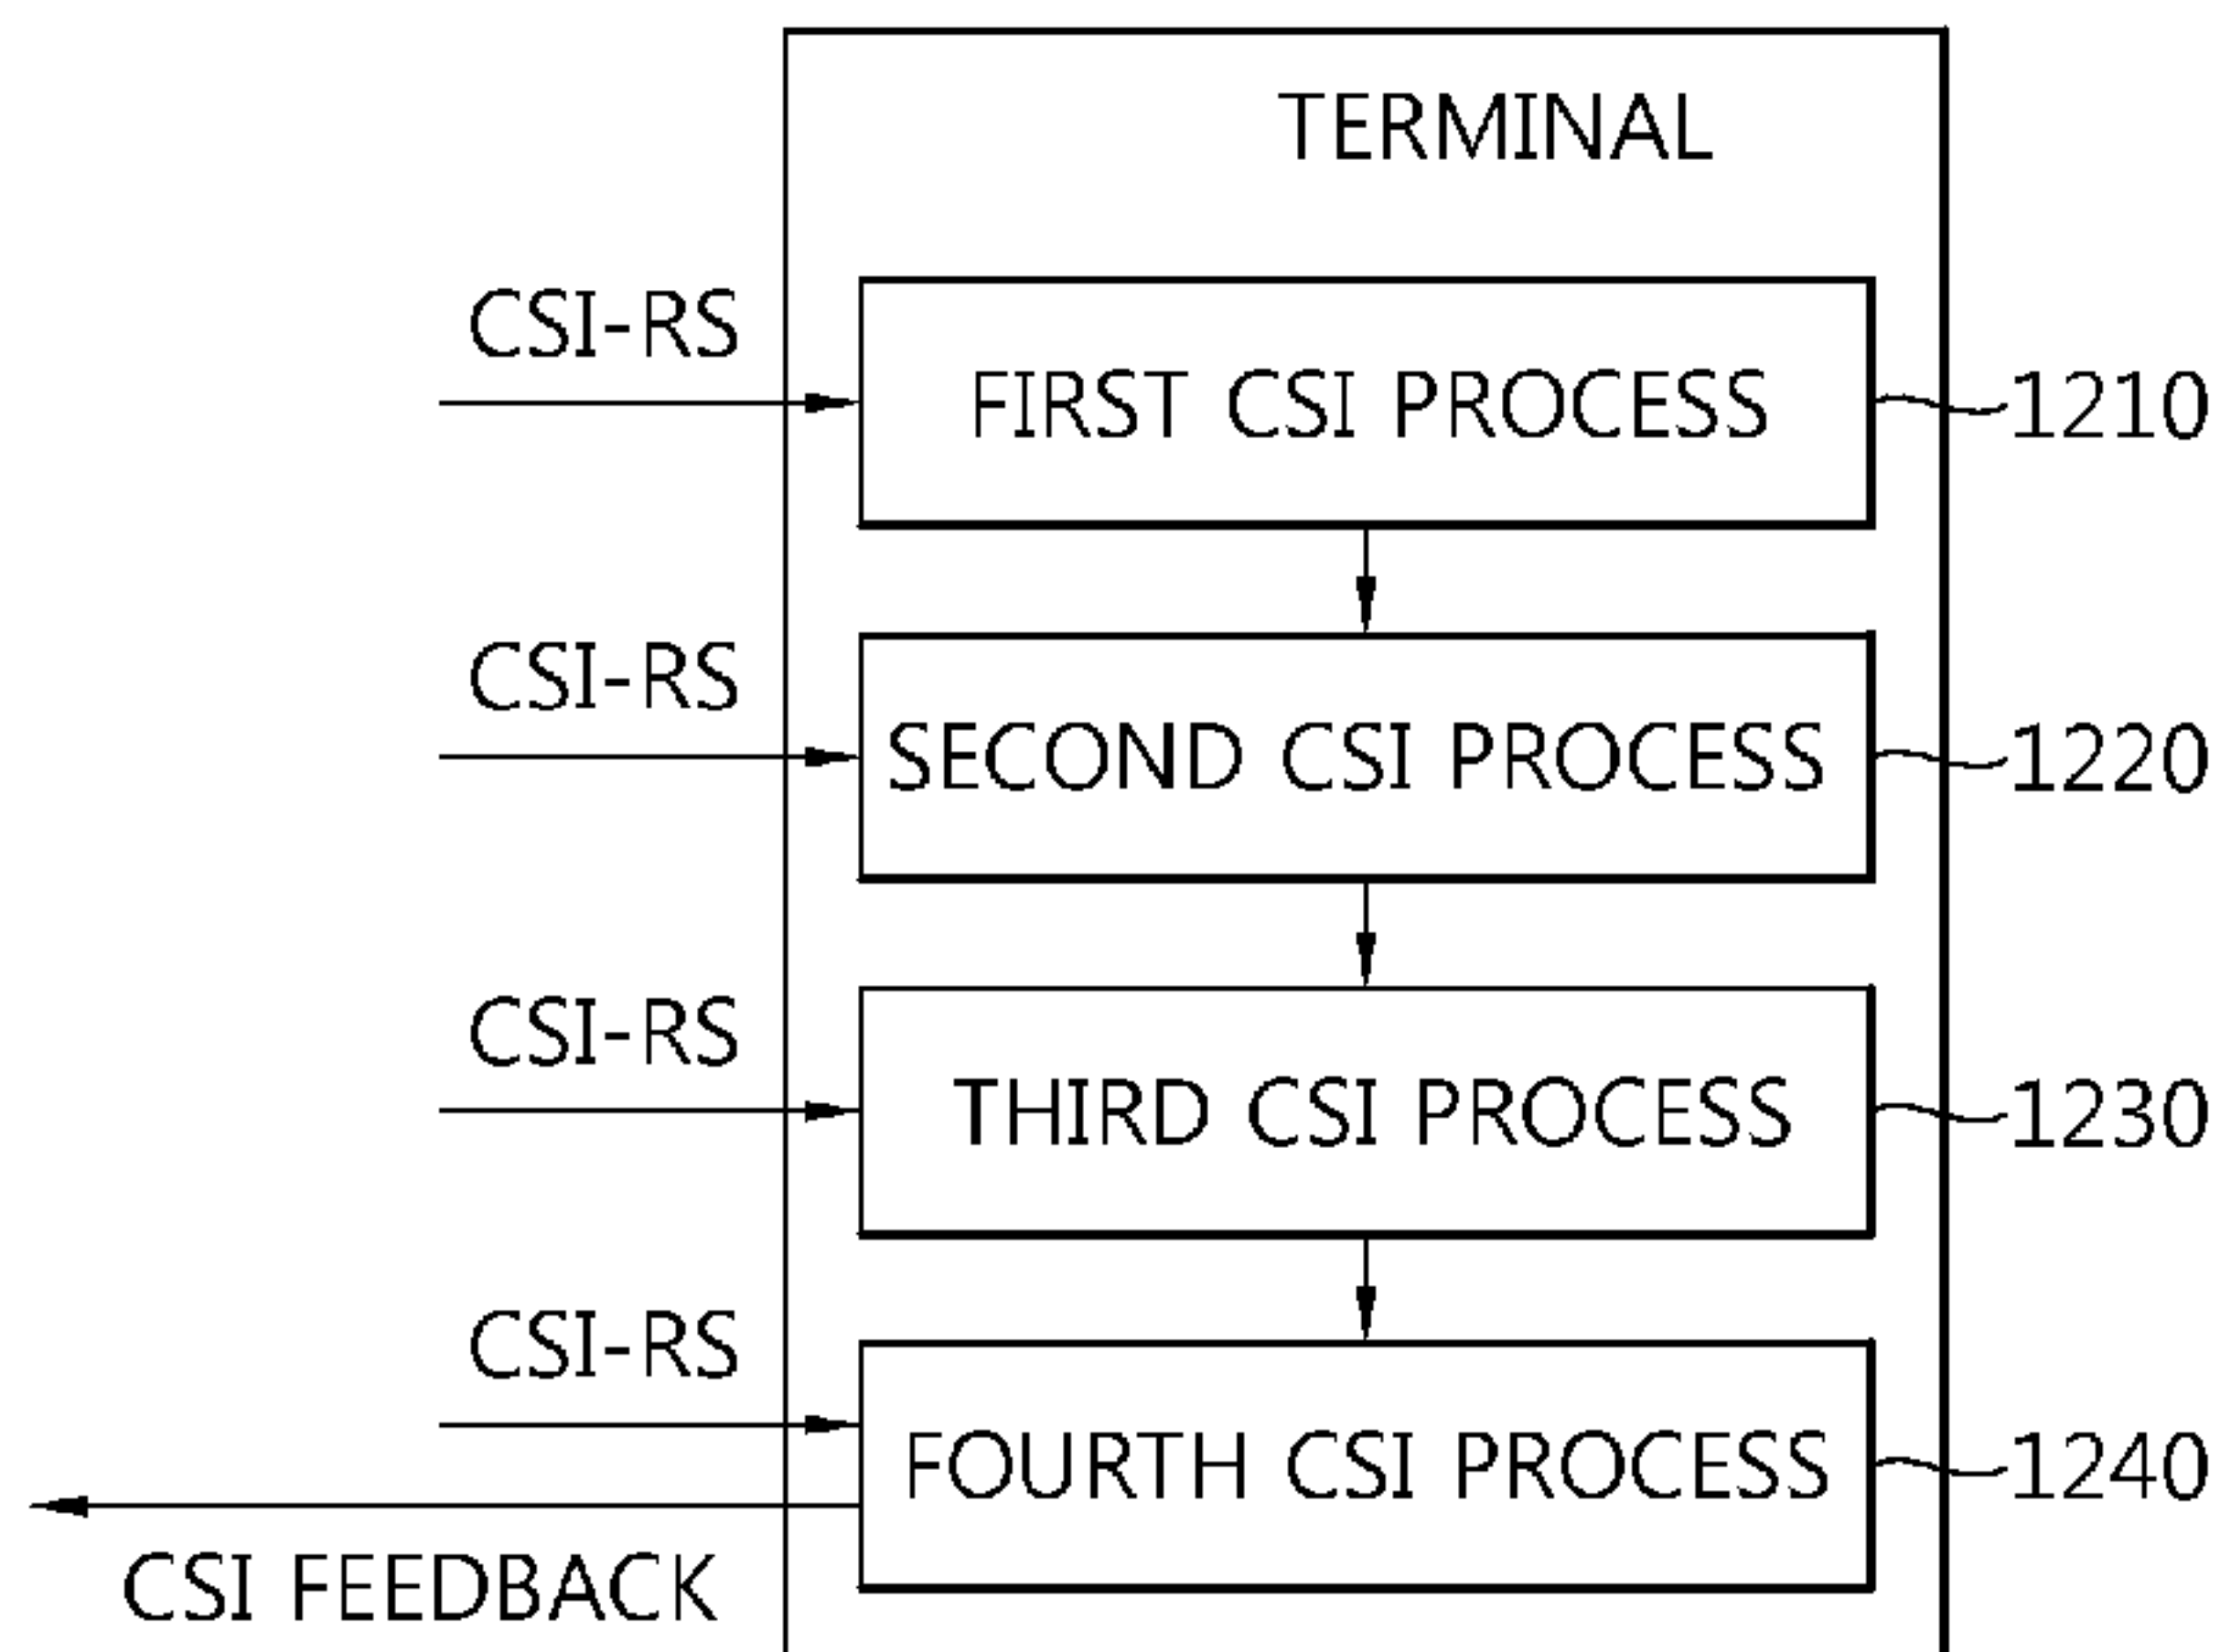 TERMINAL
CSI-RS
FIRST CSI PROCESS
1210
CSI-RS
SECOND CSI PROCESS
1220
CSI-RS
THIRD CSI PROCESS
1230
CSI-RS
FOURTH CSI PROCESS
1240
CSI FEEDBACK